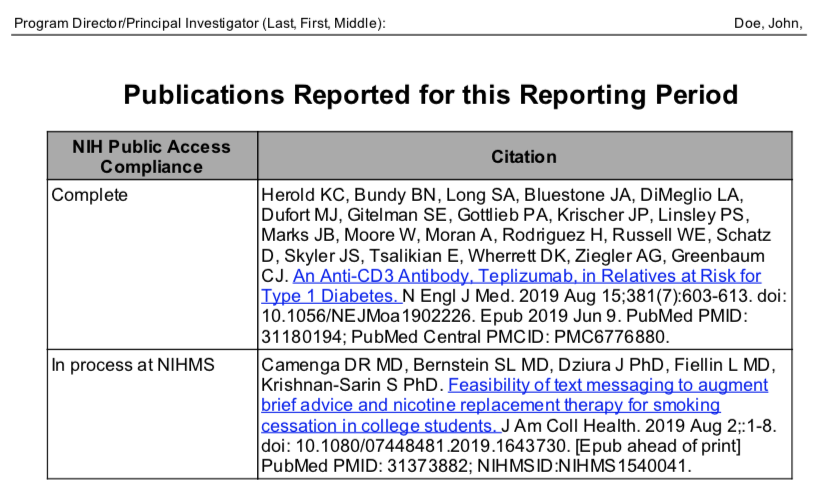 Program Director/Principal Investigator (Last, First, Middle): Doe, John,
Publications Reported for this Reporting Period
NIH Public Access
Compliance
Citation
Complete
Herold KC, Bundy BN, Long SA, Bluestone JA, DiMeglio LA,
Dufort MJ, Gitelman SE, Gottlieb PA, Krischer JP, Linsley PS,
Marks JB, Moore W, Moran A, Rodriguez H, Russell WE, Schatz
D, Skyler JS, Tsalikian E, Wherrett DK, Ziegler AG, Greenbaum
CJ. An Anti-CD3 Antibody, Teplizumab, in Relatives at Risk for
Type 1 Diabetes. N Engl J Med. 2019 Aug 15;381(7):603-613. doi:
10.1056/NEJMoa1902226. Epub 2019 Jun 9. PubMed PMID:
31180194; PubMed Central PMCID: PMC6776880.
In process at NIHMS
Camenga DR MD, Bernstein SL MD, Dziura J PhD, Fiellin L MD,
Krishnan-Sarin S PhD. Feasibility of text messaging to augment
brief advice and nicotine replacement therapy for smoking
cessation in college students. J Am Coll Health. 2019 Aug 2;:1-8.
doi: 10.1080/07448481.2019.1643730. [Epub ahead of print]
PubMed PMID: 31373882; NIHMSID:NIHMS1540041.